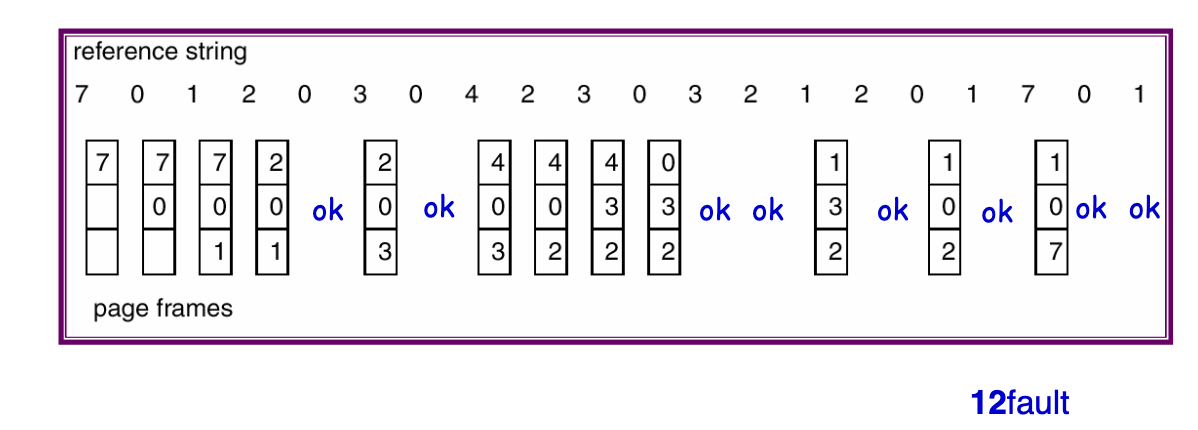 reference string
7 0 1 2 0 3 0 4 2 3 0 3 2 1 2 0 1 7 0 1
7 7 7 2 2 4 4 4 0 1 1 1
0 0 0 ok 0 ok 0 0 3 3 ok ok 3 ok 0 ok 0 ok ok
1 1 3 3 2 2 2 2 2 7
page frames
12fault